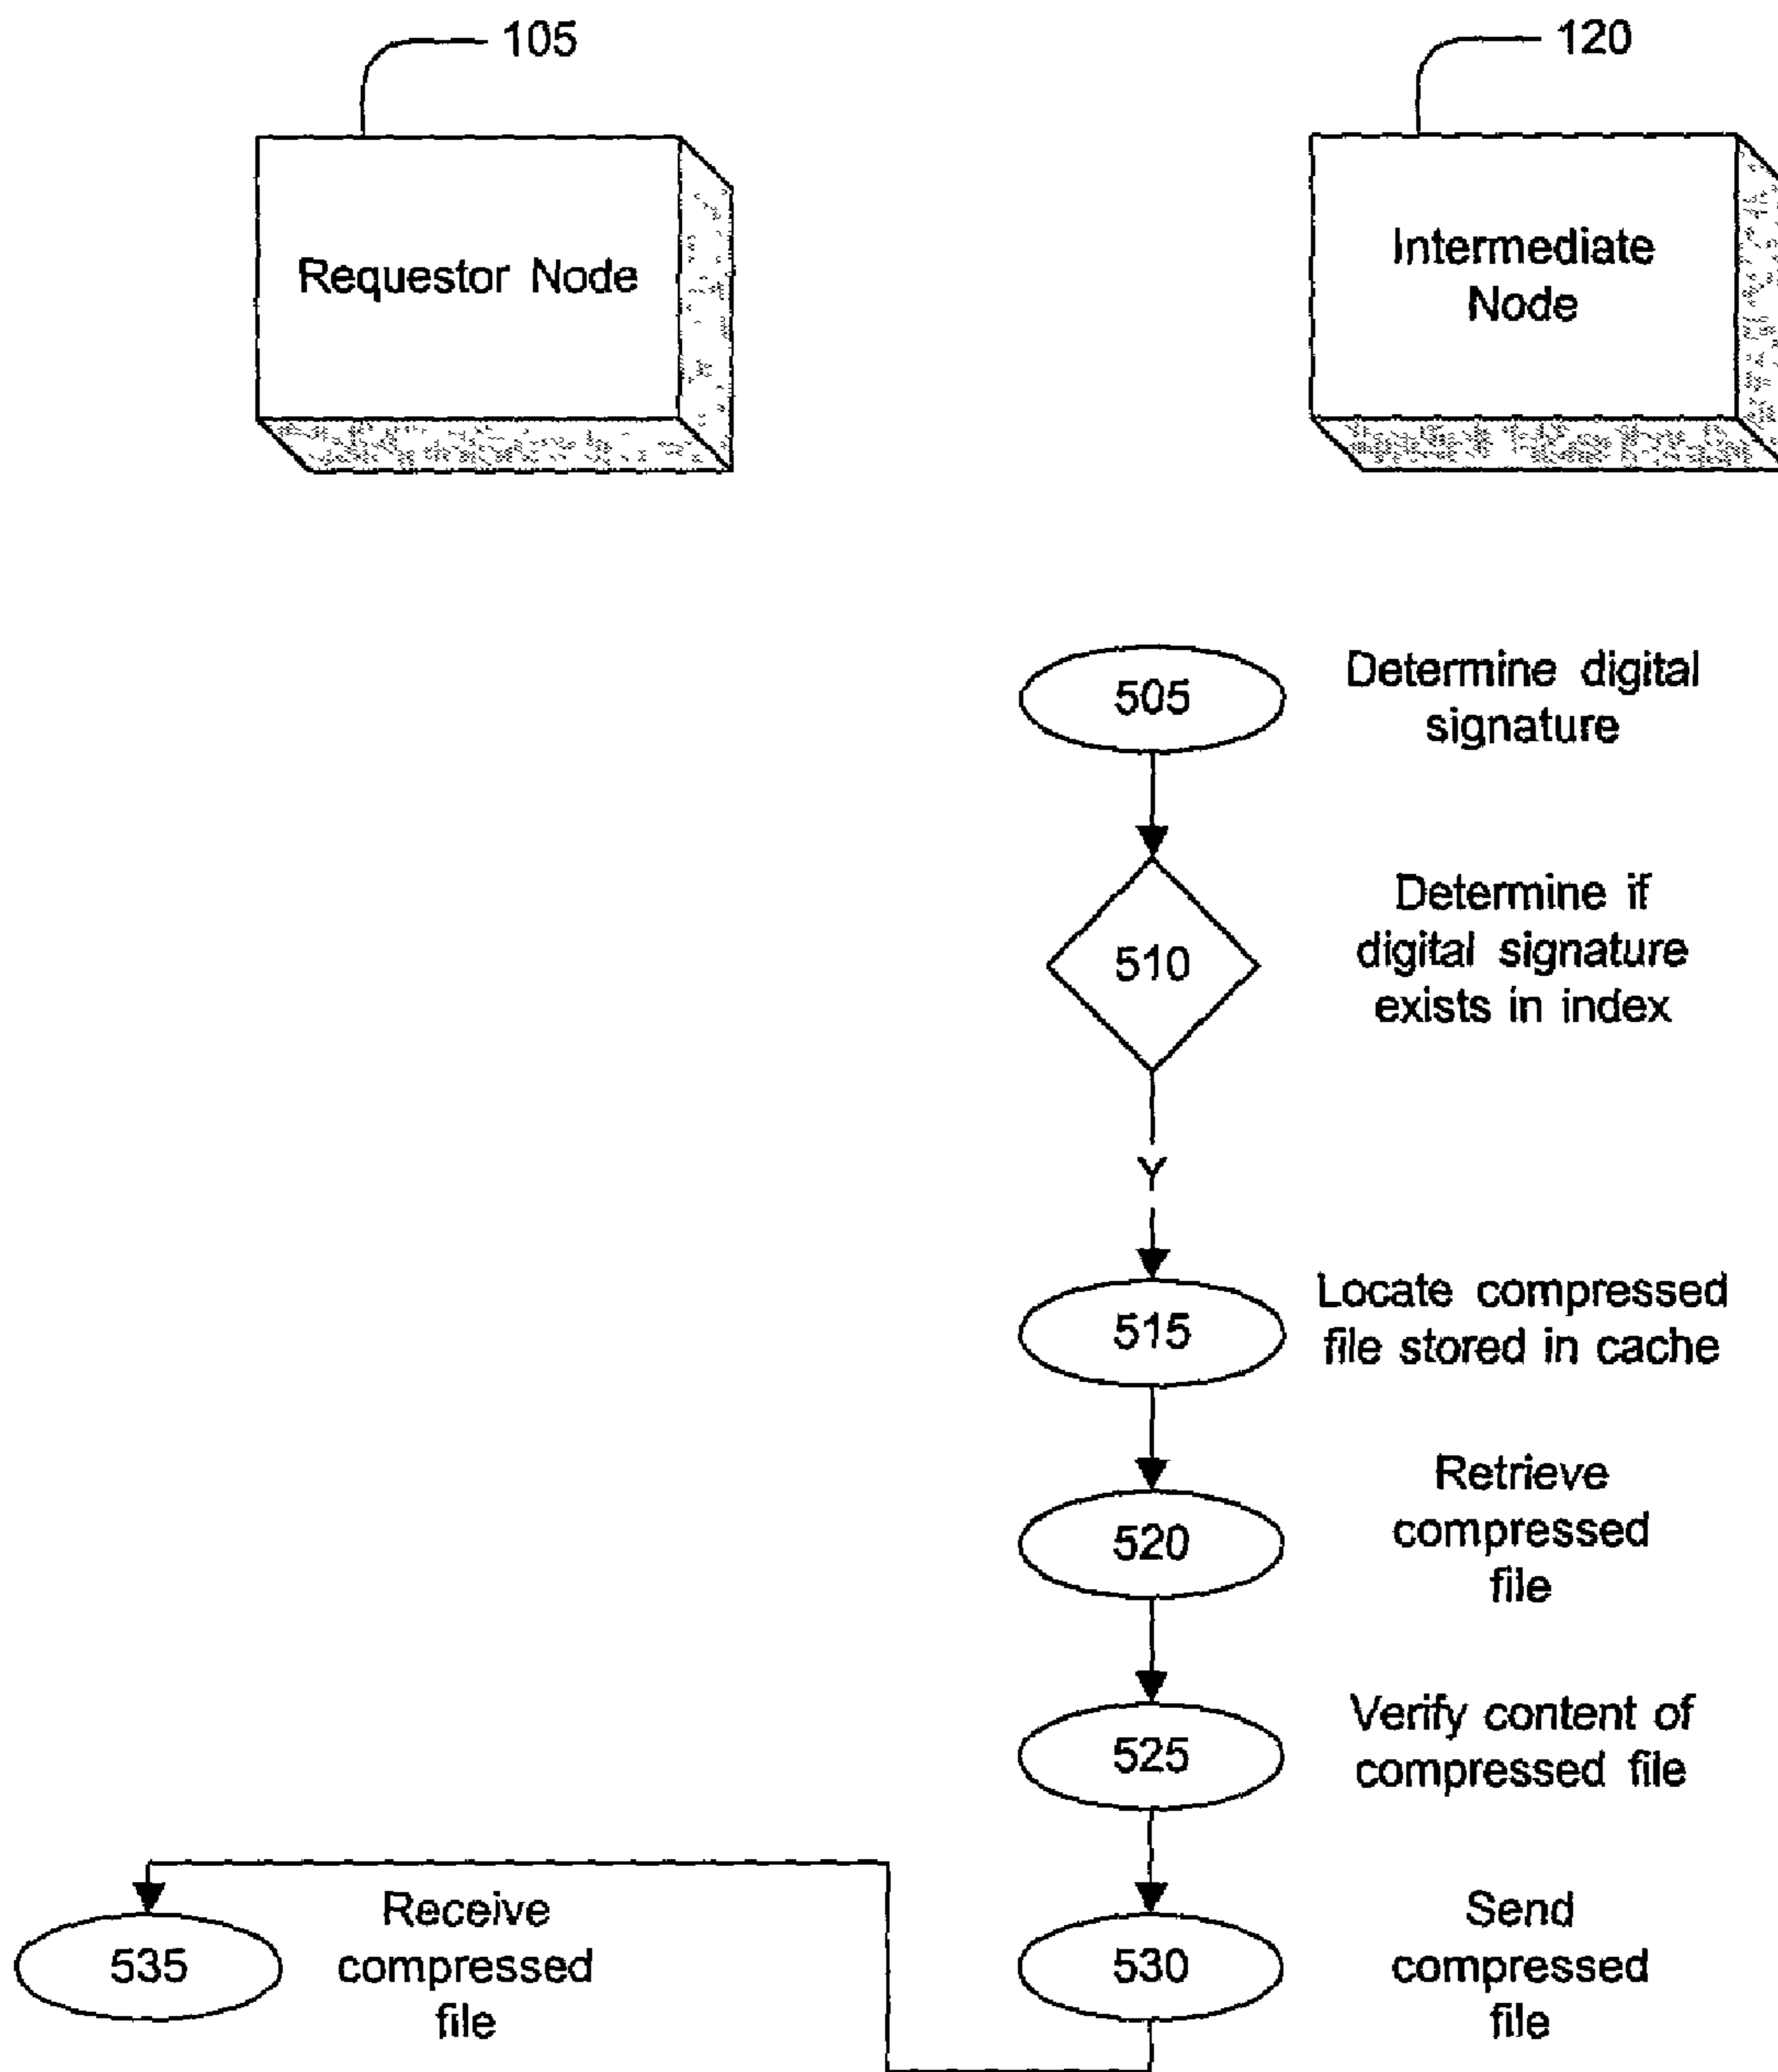 105
120
Requestor Node
Intermediate
Node
505
Determine digital
signature
510
Determine if
digital signature
exists in index
Y
515
Locate compressed
file stored in cache
520
Retrieve
compressed
file
525
Verify content of
compressed file
535
Receive
compressed
file
530
Send
compressed
file